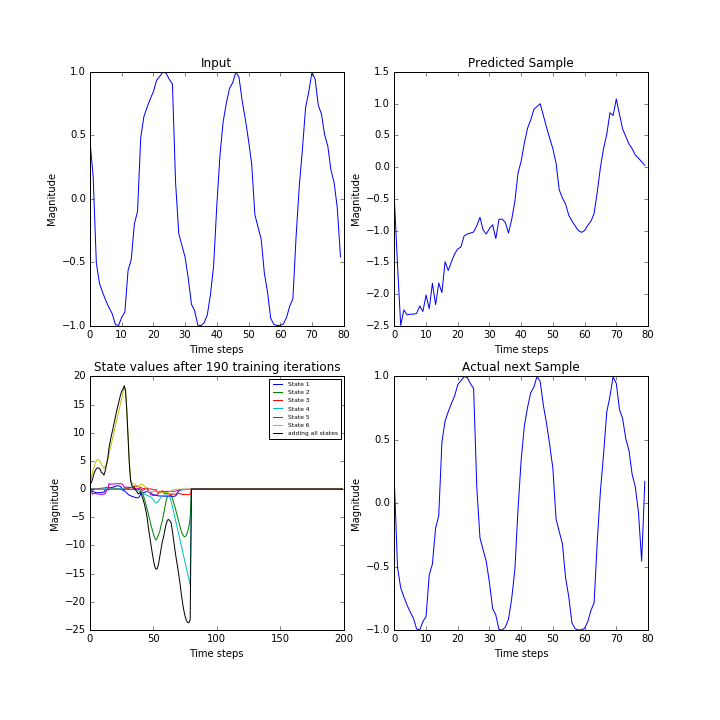 Input
1.0
0.5
0.0
−0.5
−1.0
Magnitude
0 10 20 30 40 50 60 70 80
Time steps
Predicted Sample
1.5
1.0
0.5
0.0
−0.5
−1.0
−1.5
−2.0
−2.5
Magnitude
0 10 20 30 40 50 60 70 80
Time steps
State values after 190 training iterations
20
15
10
5
0
−5
−10
−15
−20
−25
Magnitude
0 50 100 150 200
Time steps
State 1
State 2
State 3
State 4
State 5
State 6
adding all states
Actual next Sample
1.0
0.5
0.0
−0.5
−1.0
Magnitude
0 10 20 30 40 50 60 70 80
Time steps